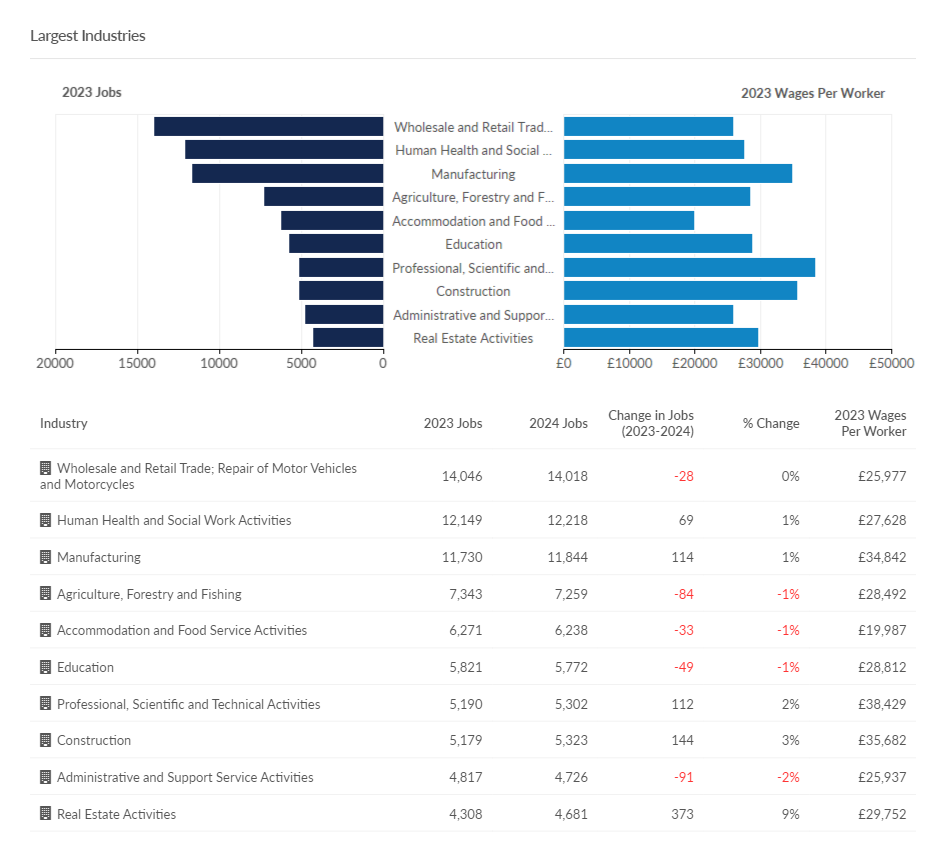 Largest Industries
2023 Jobs
2023 Wages Per Worker
Wholesale and Retail Trad...
Human Health and Social ...
Manufacturing
Agriculture, Forestry and F...
Accommodation and Food ...
Education
Professional, Scientific and...
Construction
Administrative and Suppor...
Real Estate Activities
20000 15000 10000 5000 0 £0 £10000 £20000 £30000 £40000 £50000
Industry 2023 Jobs 2024 Jobs Change in Jobs (2023-2024) % Change 2023 Wages Per Worker
Wholesale and Retail Trade; Repair of Motor Vehicles
and Motorcycles 14,046 14,018 -28 0% £25,977
Human Health and Social Work Activities 12,149 12,218 69 1% £27,628
Manufacturing 11,730 11,844 114 1% £34,842
Agriculture, Forestry and Fishing 7,343 7,259 -84 -1% £28,492
Accommodation and Food Service Activities 6,271 6,238 -33 -1% £19,987
Education 5,821 5,772 -49 -1% £28,812
Professional, Scientific and Technical Activities 5,190 5,302 112 2% £38,429
Construction 5,179 5,323 144 3% £35,682
Administrative and Support Service Activities 4,817 4,726 -91 -2% £25,937
Real Estate Activities 4,308 4,681 373 9% £29,752